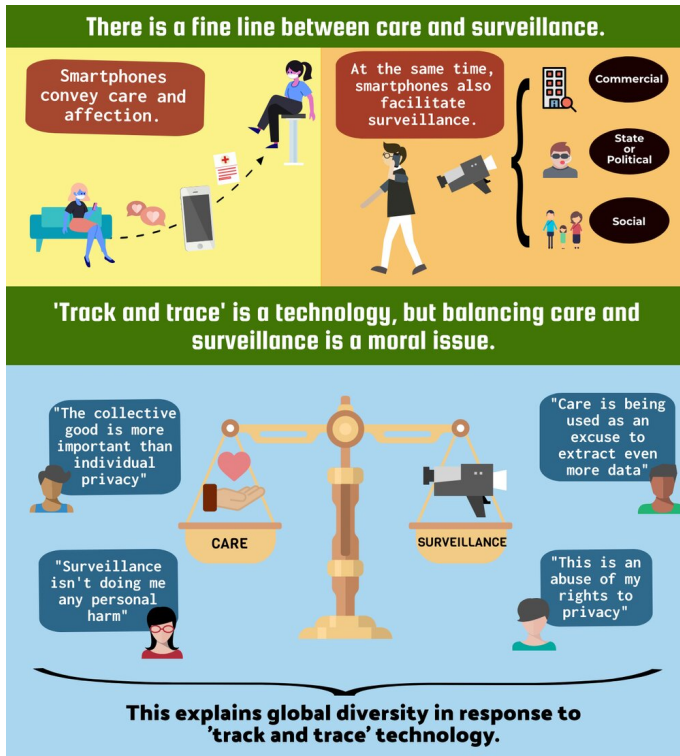 There is a fine line between care and surveillance.
Smartphones
convey care and
affection.
At the same time,
smartphones also
facilitate
surveillance.
Commercial
State
or
Political
Social
'Track and trace' is a technology, but balancing care and
surveillance is a moral issue.
"The collective
good is more
important than
individual
privacy"
"Surveillance
isn't doing me
any personal
harm"
CARE
SURVEILLANCE
"Care is being
used as an
excuse to
extract even
more data"
"This is an
abuse of my
rights to
privacy"
This explains global diversity in response to
'track and trace' technology.